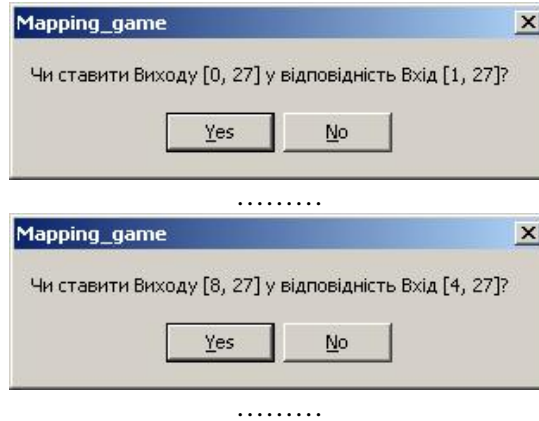 Mapping_game
Чи ставити Виходу [0, 27] у відповідність Вхід [1, 27]?
Yes No
.........
Mapping_game
Чи ставити Виходу [8, 27] у відповідність Вхід [4, 27]?
Yes No
.........